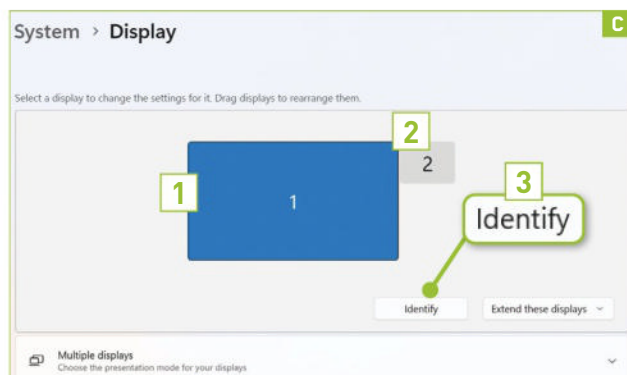 System > Display
C
Select a display to change the settings for it. Drag displays to rearrange them.
2
1
1
2
3
Identify
Identify
Extend these displays
Multiple displays
Choose the presentation mode for your displays